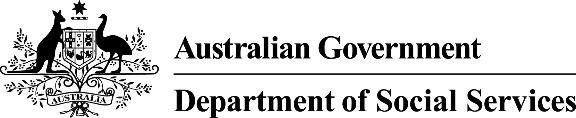 Australian Government
Department of Social Services
AUSTRALIA